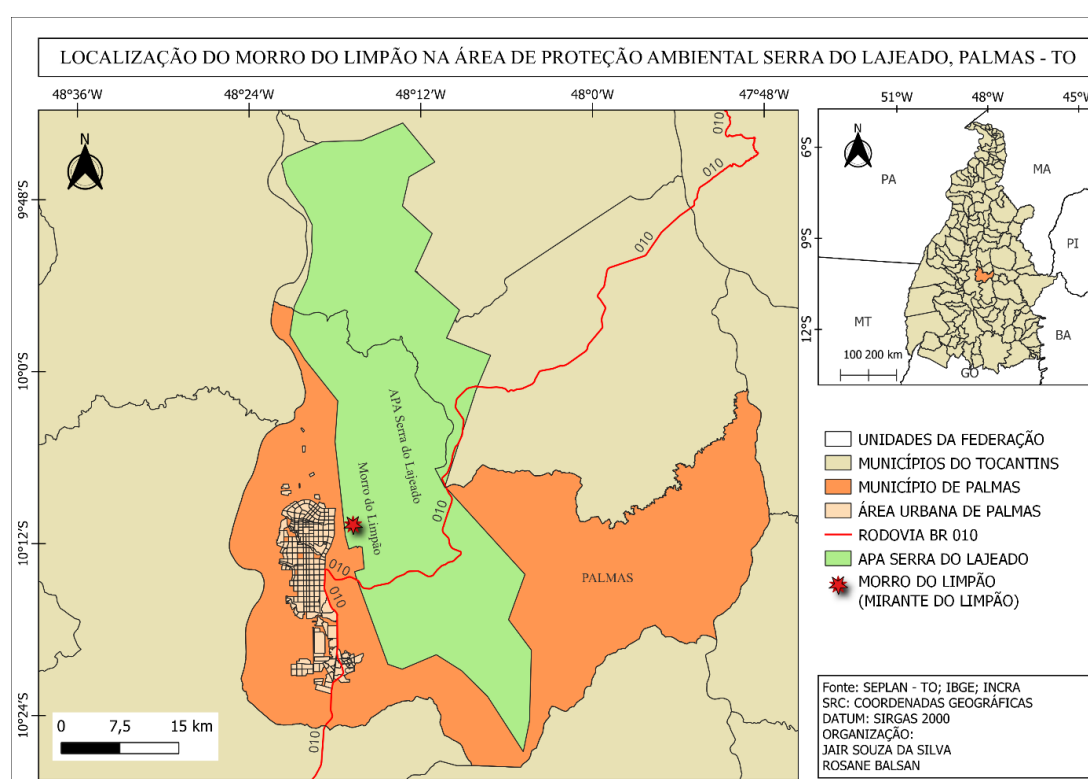 LOCALIZAÇÃO DO MORRO DO LIMPÃO NA ÁREA DE PROTEÇÃO AMBIENTAL SERRA DO LAJEADO, PALMAS - TO
48°36'W 48°24'W 48°12'W 48°0'W 47°48'W
N
9°48'S
10°0'S
10°12'S
10°24'S
010
010
010
010
010
010
010
010
APA Serra do Lajeado
Morro do Limpão
PALMAS
0 7,5 15 km
51°W 48°W 45°W
N
6°S
9°S
12°S
PA
MA
PI
MT
BA
GO
100 200 km
UNIDADES DA FEDERAÇÃO
MUNICÍPIOS DO TOCANTINS
MUNICÍPIO DE PALMAS
ÁREA URBANA DE PALMAS
RODOVIA BR 010
APA SERRA DO LAJEADO
MORRO DO LIMPÃO
(MIRANTE DO LIMPÃO)
Fonte: SEPLAN - TO; IBGE; INCRA
SRC: COORDENADAS GEOGRÁFICAS
DATUM: SIRGAS 2000
ORGANIZAÇÃO:
JAIR SOUZA DA SILVA
ROSANE BALSAN